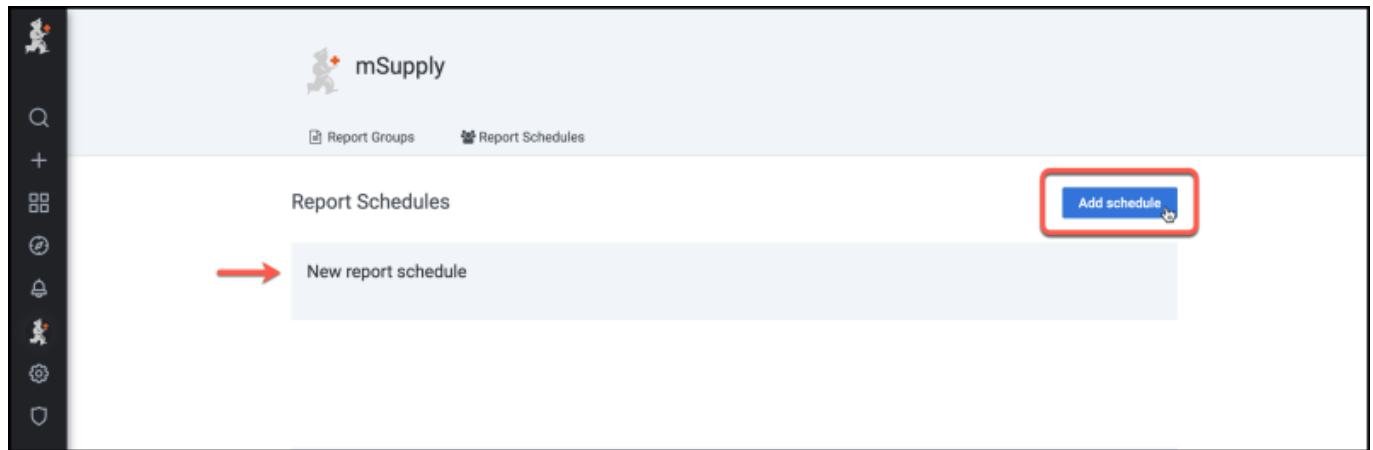 mSupply
Report Groups Report Schedules
Report Schedules Add schedule
New report schedule